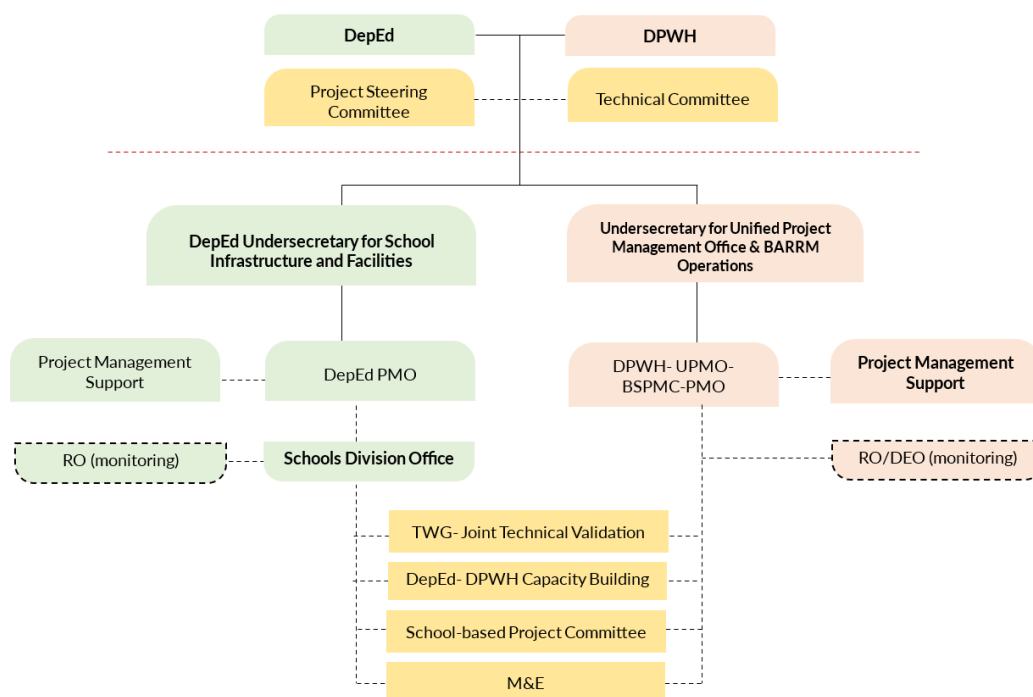 DepEd
DPWH
Project Steering
Committee
Technical Committee
DepEd Undersecretary for School
Infrastructure and Facilities
Undersecretary for Unified Project
Management Office & BARRM
Operations
Project Management
Support
DepEd PMO
DPWH- UPMO-
BSPMC-PMO
Project Management
Support
RO (monitoring)
Schools Division Office
RO/DEO (monitoring)
TWG- Joint Technical Validation
DepEd- DPWH Capacity Building
School-based Project Committee
M&E